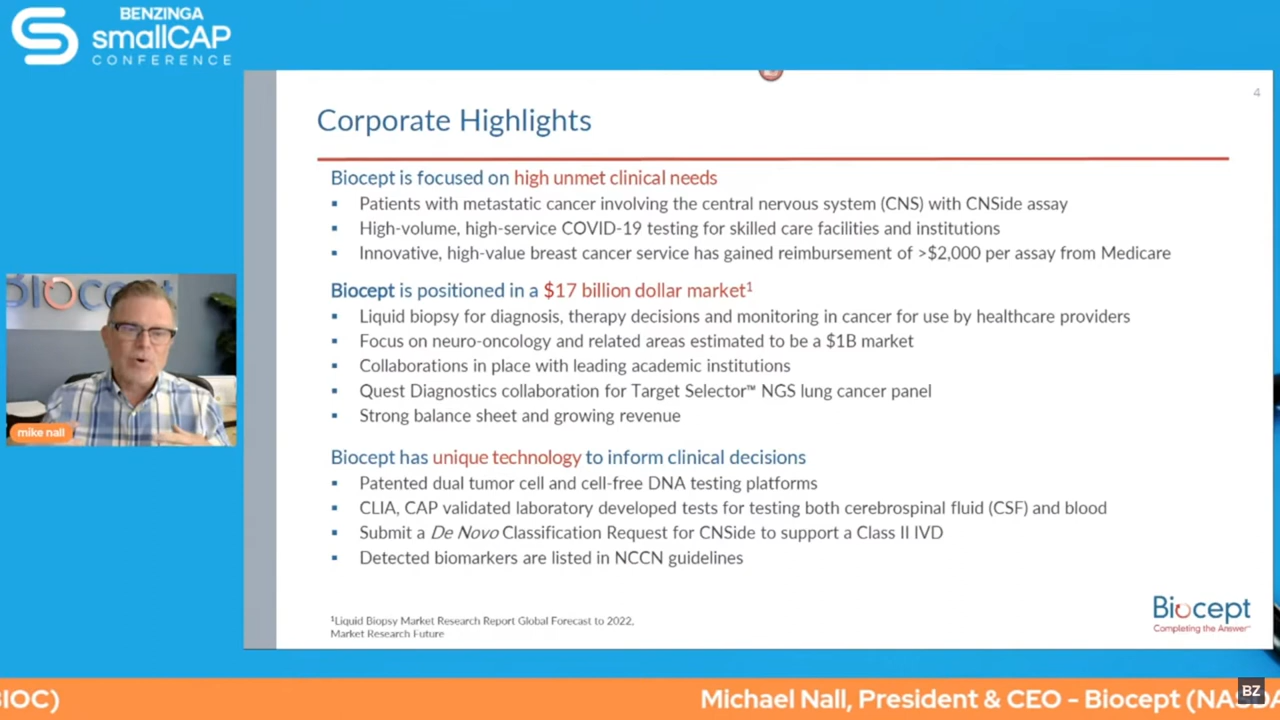 BENZINGA
smallCAP
CONFERENCE
4
Corporate Highlights
Biocept is focused on high unmet clinical needs
▪ Patients with metastatic cancer involving the central nervous system (CNS) with CNSide assay
▪ High-volume, high-service COVID-19 testing for skilled care facilities and institutions
▪ Innovative, high-value breast cancer service has gained reimbursement of >$2,000 per assay from Medicare
Biocept is positioned in a $17 billion dollar market¹
▪ Liquid biopsy for diagnosis, therapy decisions and monitoring in cancer for use by healthcare providers
▪ Focus on neuro-oncology and related areas estimated to be a $1B market
▪ Collaborations in place with leading academic institutions
▪ Quest Diagnostics collaboration for Target Selector™ NGS lung cancer panel
▪ Strong balance sheet and growing revenue
Biocept has unique technology to inform clinical decisions
▪ Patented dual tumor cell and cell-free DNA testing platforms
▪ CLIA, CAP validated laboratory developed tests for testing both cerebrospinal fluid (CSF) and blood
▪ Submit a De Novo Classification Request for CNSide to support a Class II IVD
▪ Detected biomarkers are listed in NCCN guidelines
¹Liquid Biopsy Market Research Report Global Forecast to 2022,
Market Research Future
Biocept
Completing the Answer
Biocept
mike nall
BIOC) Michael Nall, President & CEO - Biocept (NASDA
BZ